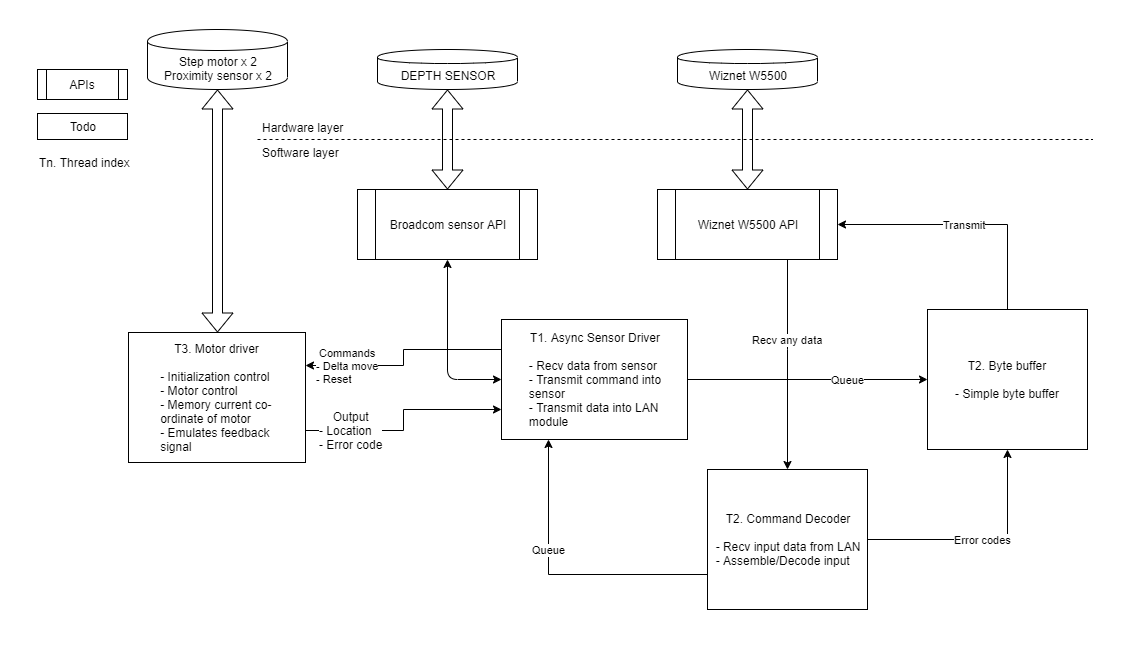 Step motor x 2
Proximity sensor x 2
DEPTH SENSOR
Wiznet W5500
APIs
Todo
Tn. Thread index
Hardware layer
Software layer
Broadcom sensor API
Wiznet W5500 API
Transmit
T3. Motor driver
- Initialization control
- Motor control
- Memory current co-
ordinate of motor
- Emulates feedback
signal
Commands
- Delta move
- Reset
Output
- Location
- Error code
T1. Async Sensor Driver
- Recv data from sensor
- Transmit command into
sensor
- Transmit data into LAN
module
Recv any data
Queue
T2. Byte buffer
- Simple byte buffer
T2. Command Decoder
- Recv input data from LAN
- Assemble/Decode input
Error codes
Queue